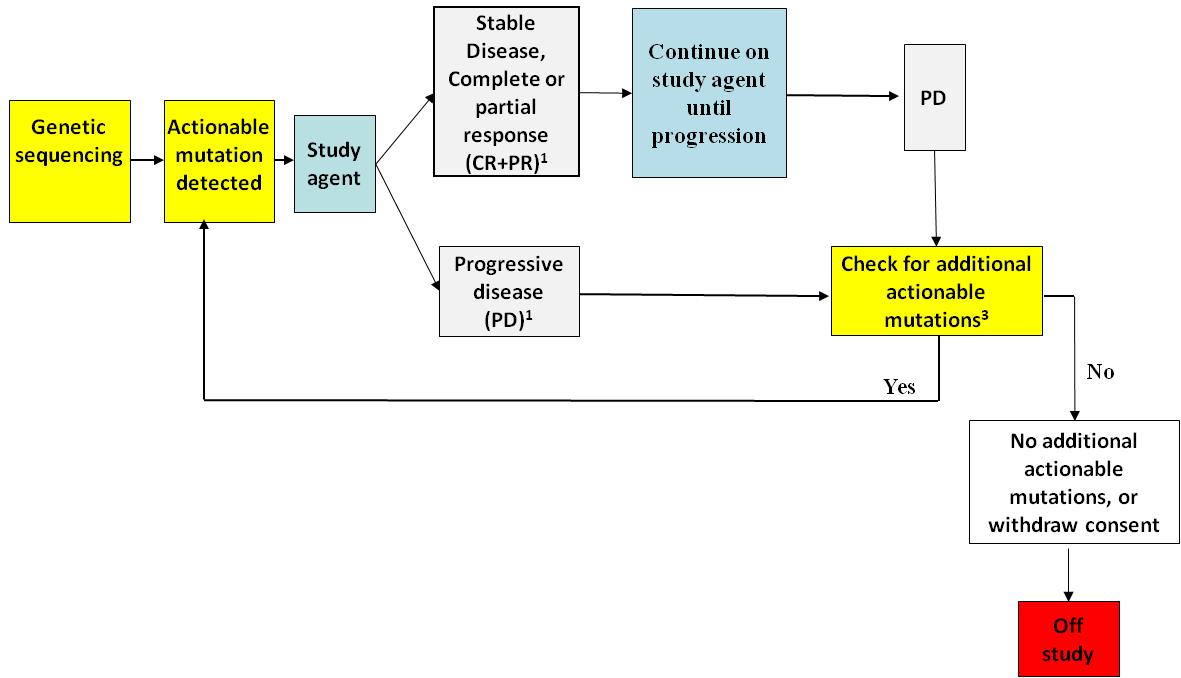 Genetic
sequencing
Actionable
mutation
detected
Study
agent
Stable
Disease,
Complete or
partial
response
(CR+PR)¹
Continue on
study agent
until
progression
PD
Progressive
disease
(PD)¹
Check for additional
actionable
mutations³
Yes
No
No additional
actionable
mutations, or
withdraw consent
Off
study